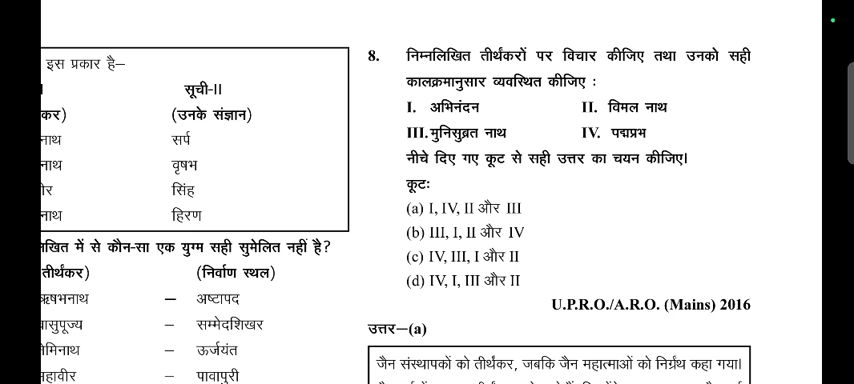 इस प्रकार है–
सूची-II
(उनके संज्ञान)
सर्प
वृषभ
सिंह
हिरण
में से कौन-सा एक युग्म सही सुमेलित नहीं है?
तीर्थंकर) (निर्वाण स्थल)
ऋषभनाथ – अष्टापद
वासुपूज्य – सम्मेदशिखर
नेमिनाथ – ऊर्जयंत
महावीर – पावापुरी
8. निम्नलिखित तीर्थंकरों पर विचार कीजिए तथा उनको सही
कालक्रमानुसार व्यवस्थित कीजिए :
I. अभिनंदन II. विमल नाथ
III. मुनिसुब्रत नाथ IV. पद्मप्रभ
नीचे दिए गए कूट से सही उत्तर का चयन कीजिए।
कूटः
(a) I, IV, II और III
(b) III, I, II और IV
(c) IV, III, I और II
(d) IV, I, III और II
U.P.R.O./A.R.O. (Mains) 2016
उत्तर–(a)
जैन संस्थापकों को तीर्थंकर, जबकि जैन महात्माओं को निर्ग्रंथ कहा गया।